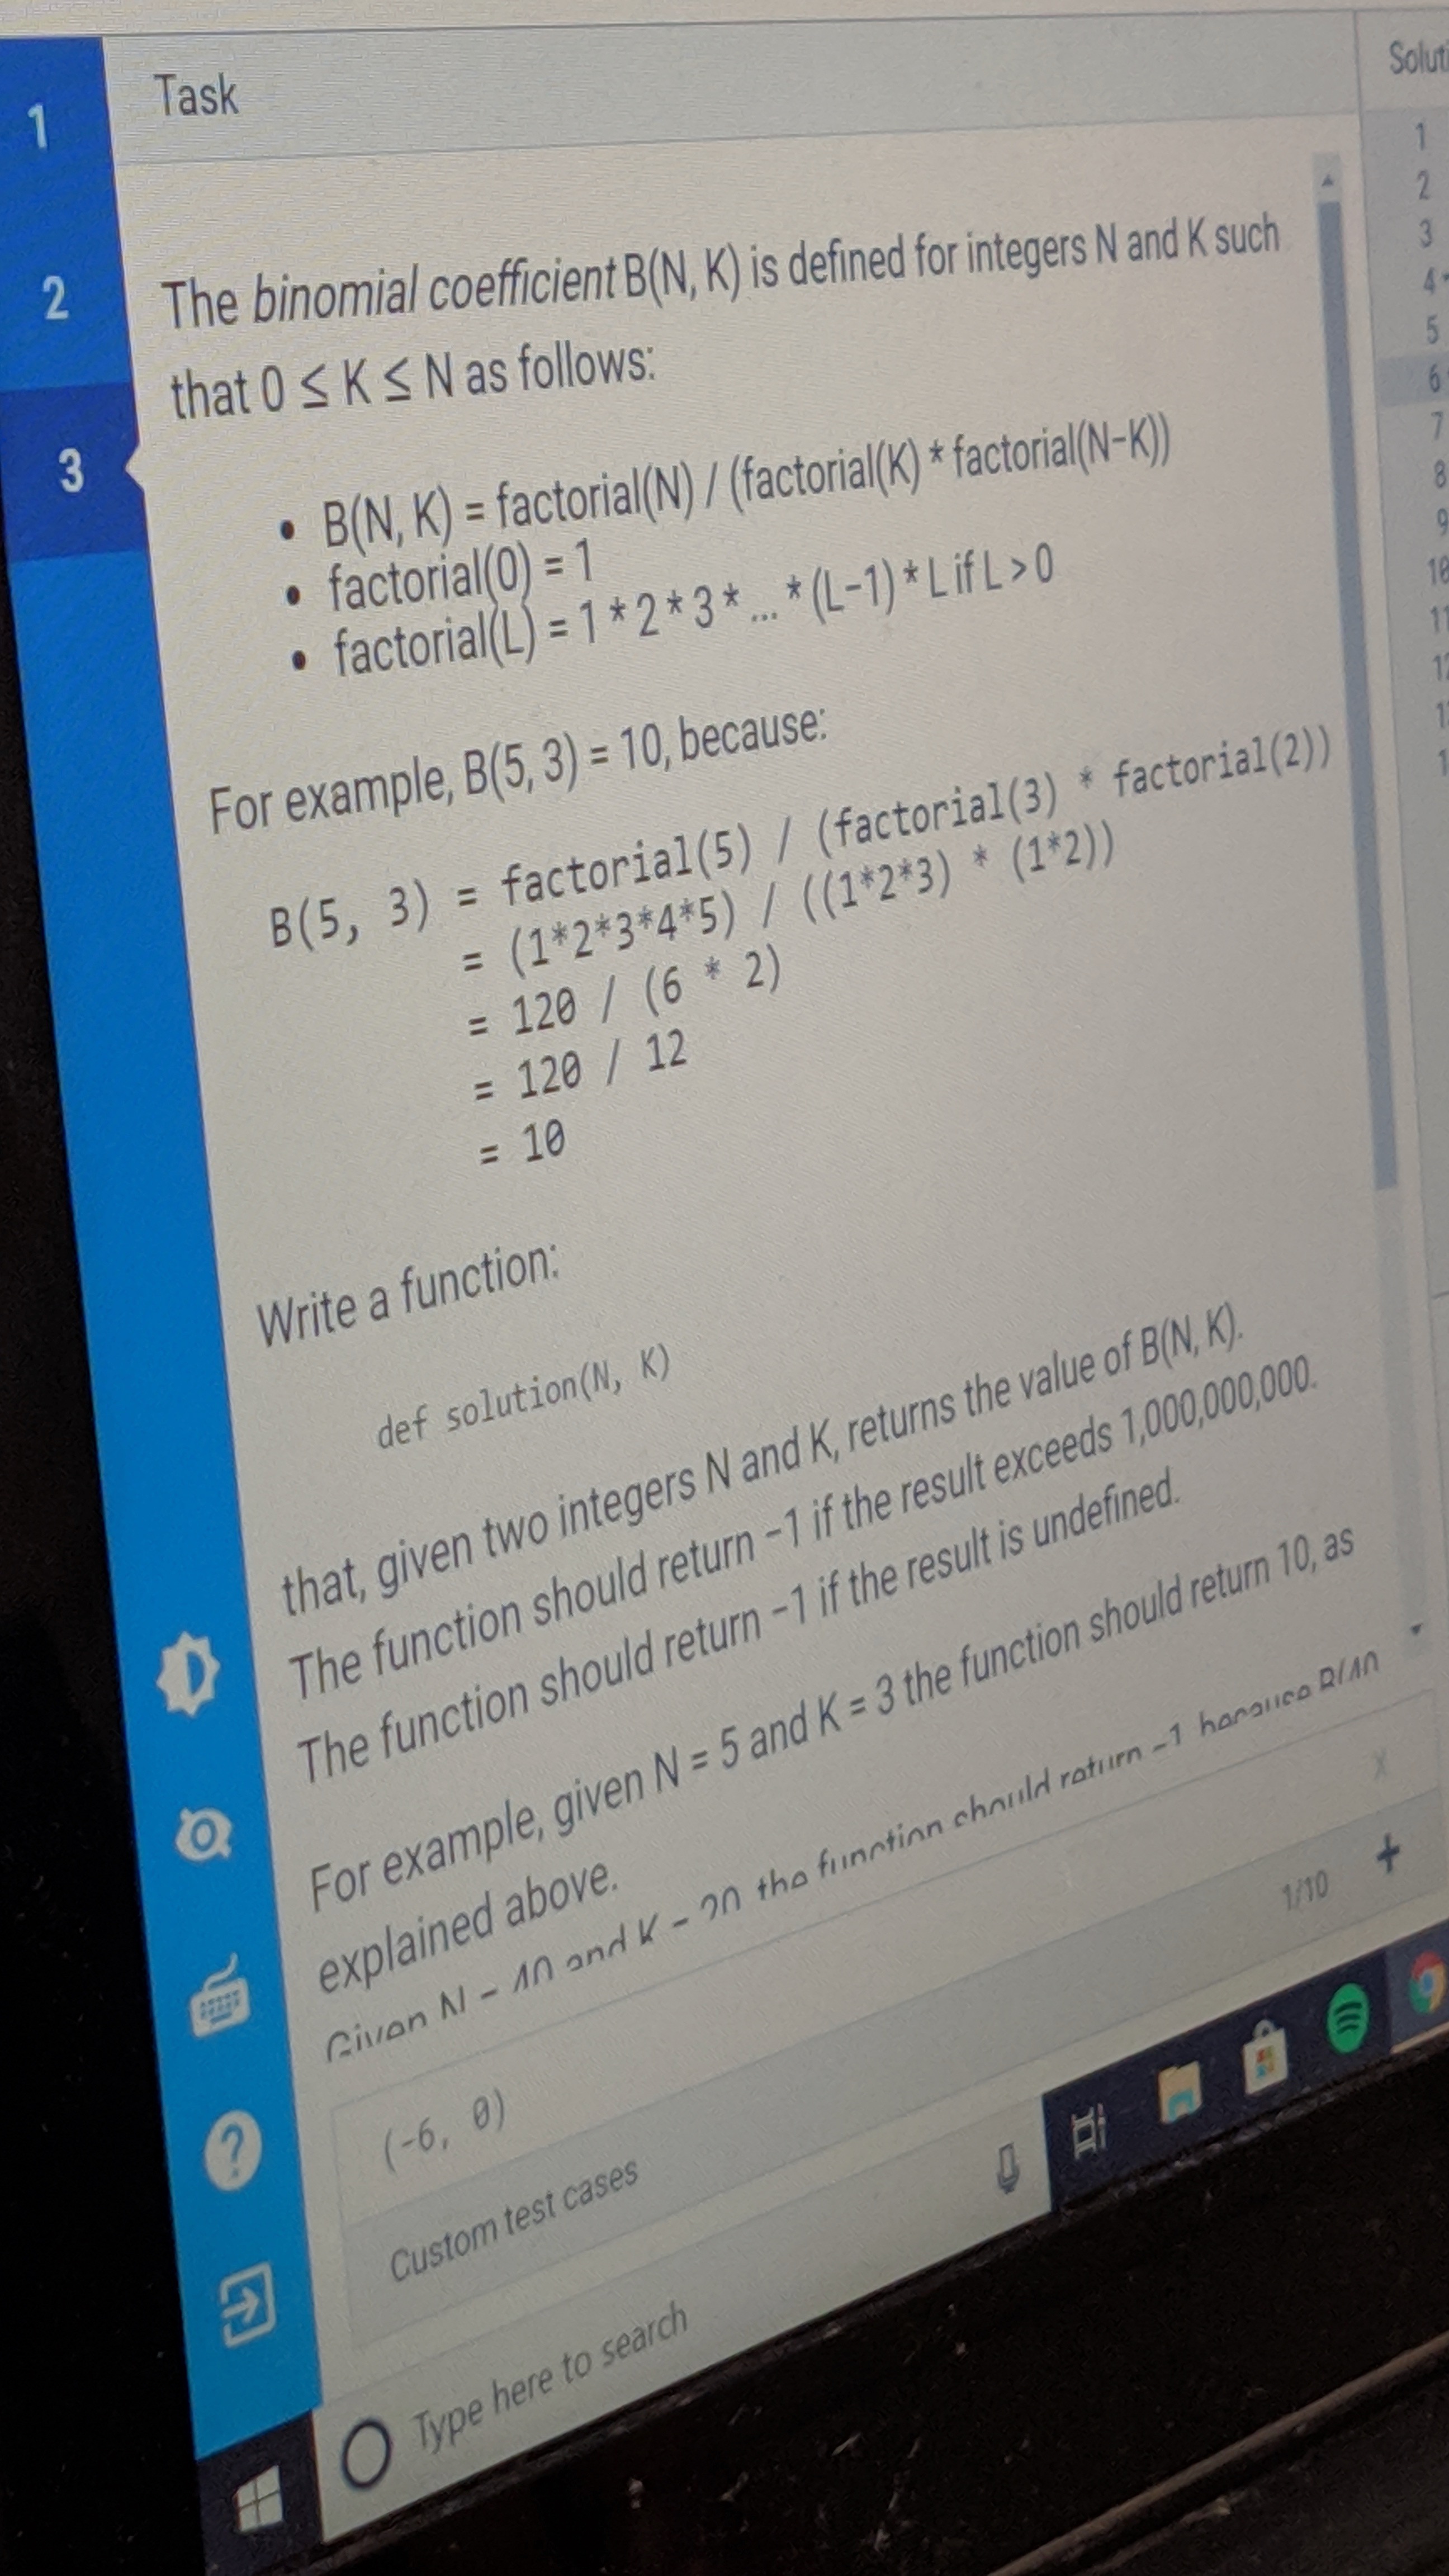 Task
Soluti
1
2
3
The binomial coefficient B(N, K) is defined for integers N and K such
that 0 ≤ K ≤ N as follows:
• B(N, K) = factorial(N) / (factorial(K) * factorial(N-K))
• factorial(0) = 1
• factorial(L) = 1 * 2 * 3 * ... * (L-1) * L if L > 0
For example, B(5, 3) = 10, because:
B(5, 3) = factorial(5) / (factorial(3) * factorial(2))
= (1*2*3*4*5) / ((1*2*3) * (1*2))
= 120 / (6 * 2)
= 120 / 12
= 10
Write a function:
def solution(N, K)
that, given two integers N and K, returns the value of B(N, K).
The function should return -1 if the result exceeds 1,000,000,000.
The function should return -1 if the result is undefined.
For example, given N = 5 and K = 3 the function should return 10, as
explained above.
Given N = 40 and K = 20 the function should return -1 because B(40
(-6, 0)
x
Custom test cases
1/10
+
Type here to search
1
2
3
4
5
6
7
8
9
10
11